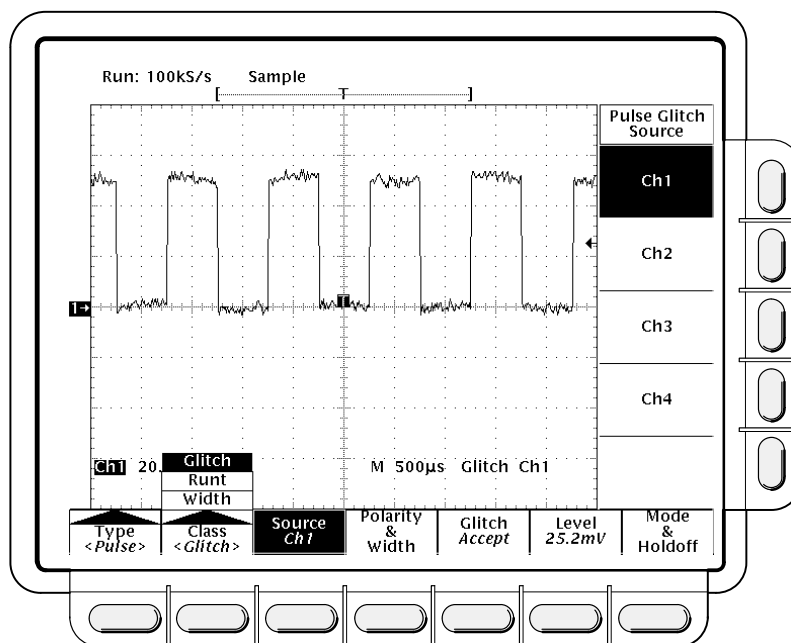 Run: 100kS/s Sample
T
Pulse Glitch
Source
Ch1
Ch2
Ch3
Ch4
1
T
Ch1 20. M 500µs Glitch Ch1
Glitch
Runt
Width
Type
<Pulse>
Class
<Glitch>
Source
Ch1
Polarity
&
Width
Glitch
Accept
Level
25.2mV
Mode
&
Holdoff